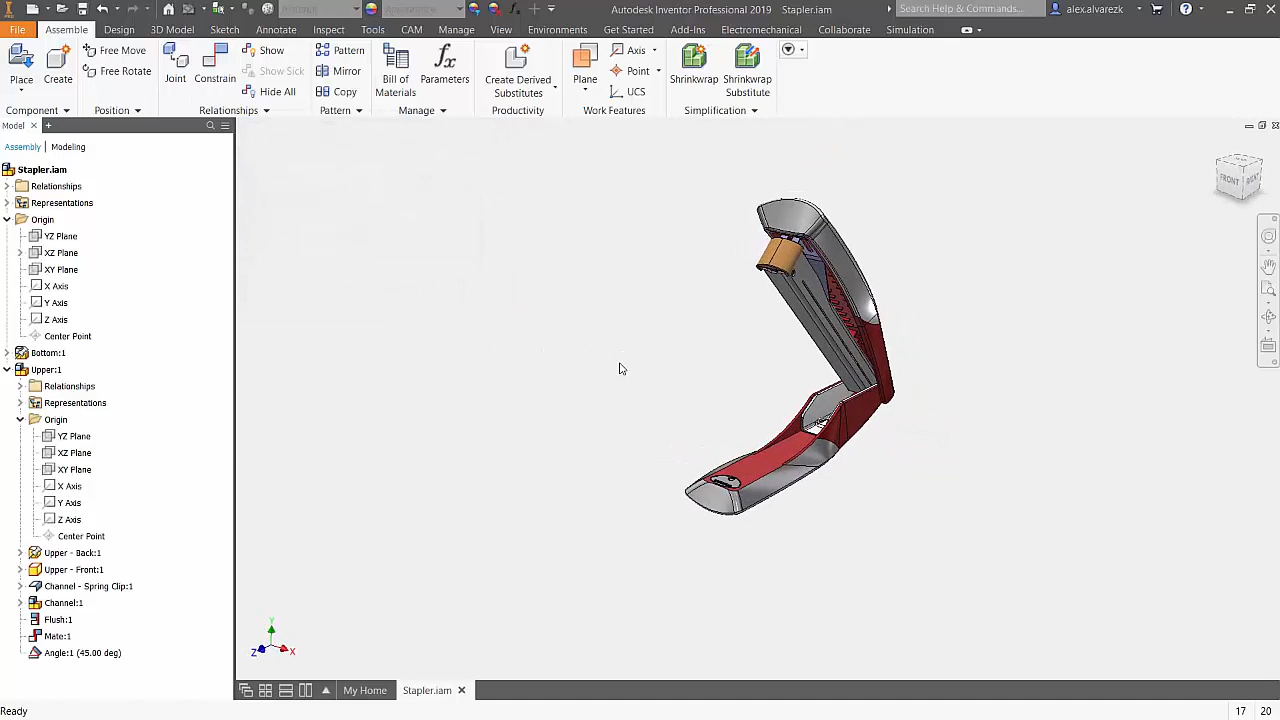 Autodesk Inventor Professional 2019 Stapler.iam Search Help & Commands... alex.alvarezk
File Assemble Design 3D Model Sketch Annotate Inspect Tools CAM Manage View Environments Get Started Add-Ins Electromechanical Collaborate Simulation
Place Create Free Move Free Rotate Joint Constrain Show Show Sick Hide All Pattern Mirror Copy Bill of Materials Parameters Create Derived Substitutes Plane Axis Point UCS Shrinkwrap Shrinkwrap Substitute
Component Position Relationships Pattern Manage Productivity Work Features Simplification
Model
Assembly Modeling
Stapler.iam
Relationships
Representations
Origin
YZ Plane
XZ Plane
XY Plane
X Axis
Y Axis
Z Axis
Center Point
Bottom:1
Upper:1
Relationships
Representations
Origin
YZ Plane
XZ Plane
XY Plane
X Axis
Y Axis
Z Axis
Center Point
Upper - Back:1
Upper - Front:1
Channel - Spring Clip:1
Channel:1
Flush:1
Mate:1
Angle:1 (45.00 deg)
FRONT RIGHT
Y
Z X
My Home Stapler.iam
Ready 17 20